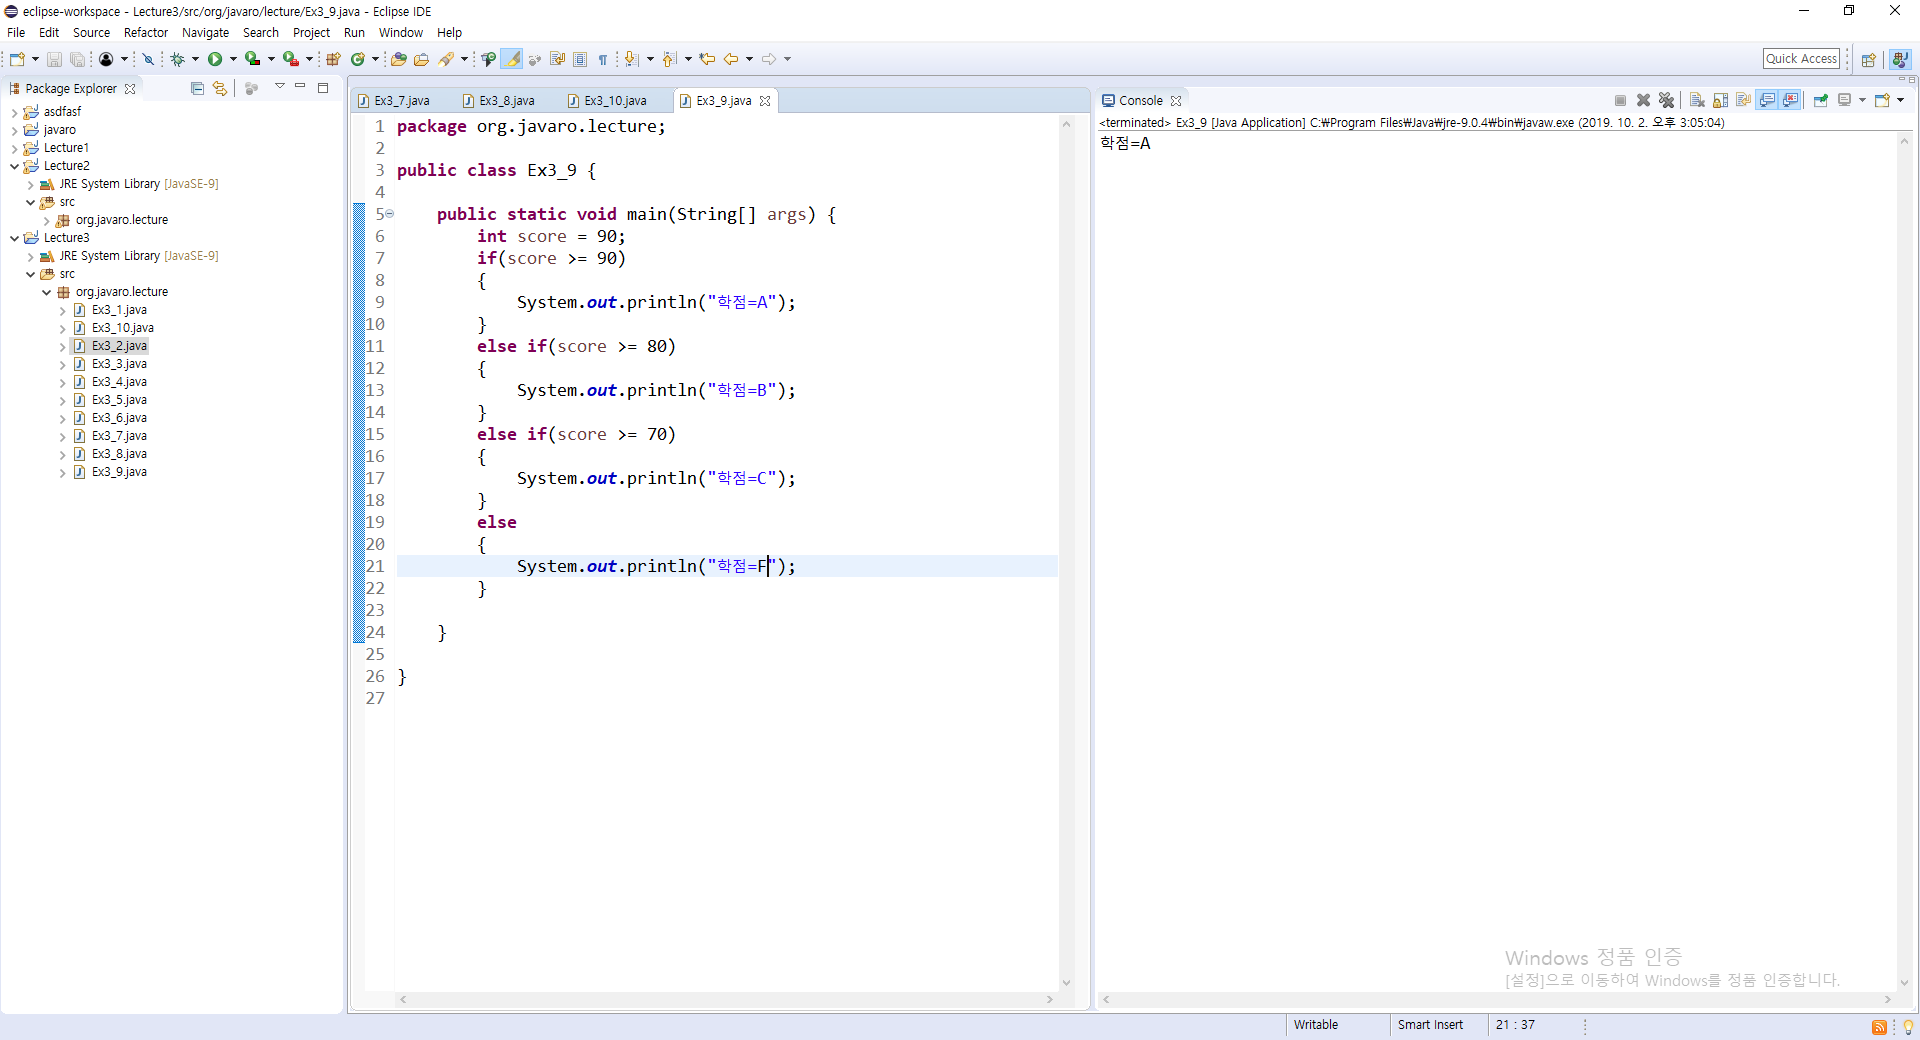 eclipse-workspace - Lecture3/src/org/javaro/lecture/Ex3_9.java - Eclipse IDE
File Edit Source Refactor Navigate Search Project Run Window Help
Quick Access
Package Explorer
asdfasf
javaro
Lecture1
Lecture2
JRE System Library [JavaSE-9]
src
org.javaro.lecture
Lecture3
JRE System Library [JavaSE-9]
src
org.javaro.lecture
Ex3_1.java
Ex3_10.java
Ex3_2.java
Ex3_3.java
Ex3_4.java
Ex3_5.java
Ex3_6.java
Ex3_7.java
Ex3_8.java
Ex3_9.java
Ex3_7.java Ex3_8.java Ex3_10.java Ex3_9.java
1 package org.javaro.lecture;
2
3 public class Ex3_9 {
4
5 public static void main(String[] args) {
6 int score = 90;
7 if(score >= 90)
8 {
9 System.out.println("학점=A");
10 }
11 else if(score >= 80)
12 {
13 System.out.println("학점=B");
14 }
15 else if(score >= 70)
16 {
17 System.out.println("학점=C");
18 }
19 else
20 {
21 System.out.println("학점=F");
22 }
23
24 }
25
26 }
27
Console
<terminated> Ex3_9 [Java Application] C:₩Program Files₩Java₩jre-9.0.4₩bin₩javaw.exe (2019. 10. 2. 오후 3:05:04)
학점=A
Windows 정품 인증
[설정]으로 이동하여 Windows를 정품 인증합니다.
Writable Smart Insert 21 : 37